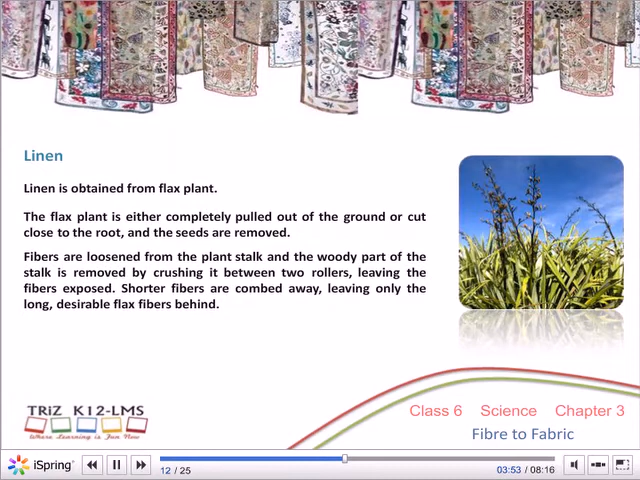 Linen
Linen is obtained from flax plant.
The flax plant is either completely pulled out of the ground or cut
close to the root, and the seeds are removed.
Fibers are loosened from the plant stalk and the woody part of the
stalk is removed by crushing it between two rollers, leaving the
fibers exposed. Shorter fibers are combed away, leaving only the
long, desirable flax fibers behind.
TRiZ K12-LMS
Where Learning is Fun Now
Class 6 Science Chapter 3
Fibre to Fabric
iSpring
12 / 25
03:53 / 08:16